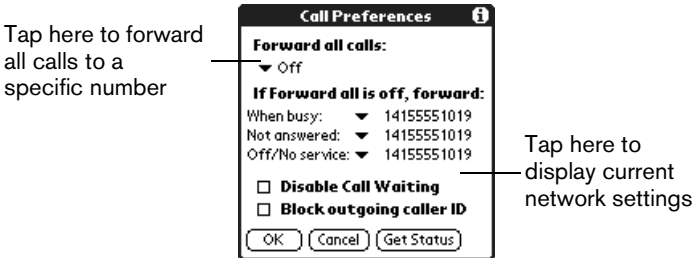 Tap here to forward
all calls to a
specific number
Call Preferences i
Forward all calls:
Off
If Forward all is off, forward:
When busy: 14155551019
Not answered: 14155551019
Off/No service: 14155551019
Disable Call Waiting
Block outgoing caller ID
OK Cancel Get Status
Tap here to
display current
network settings